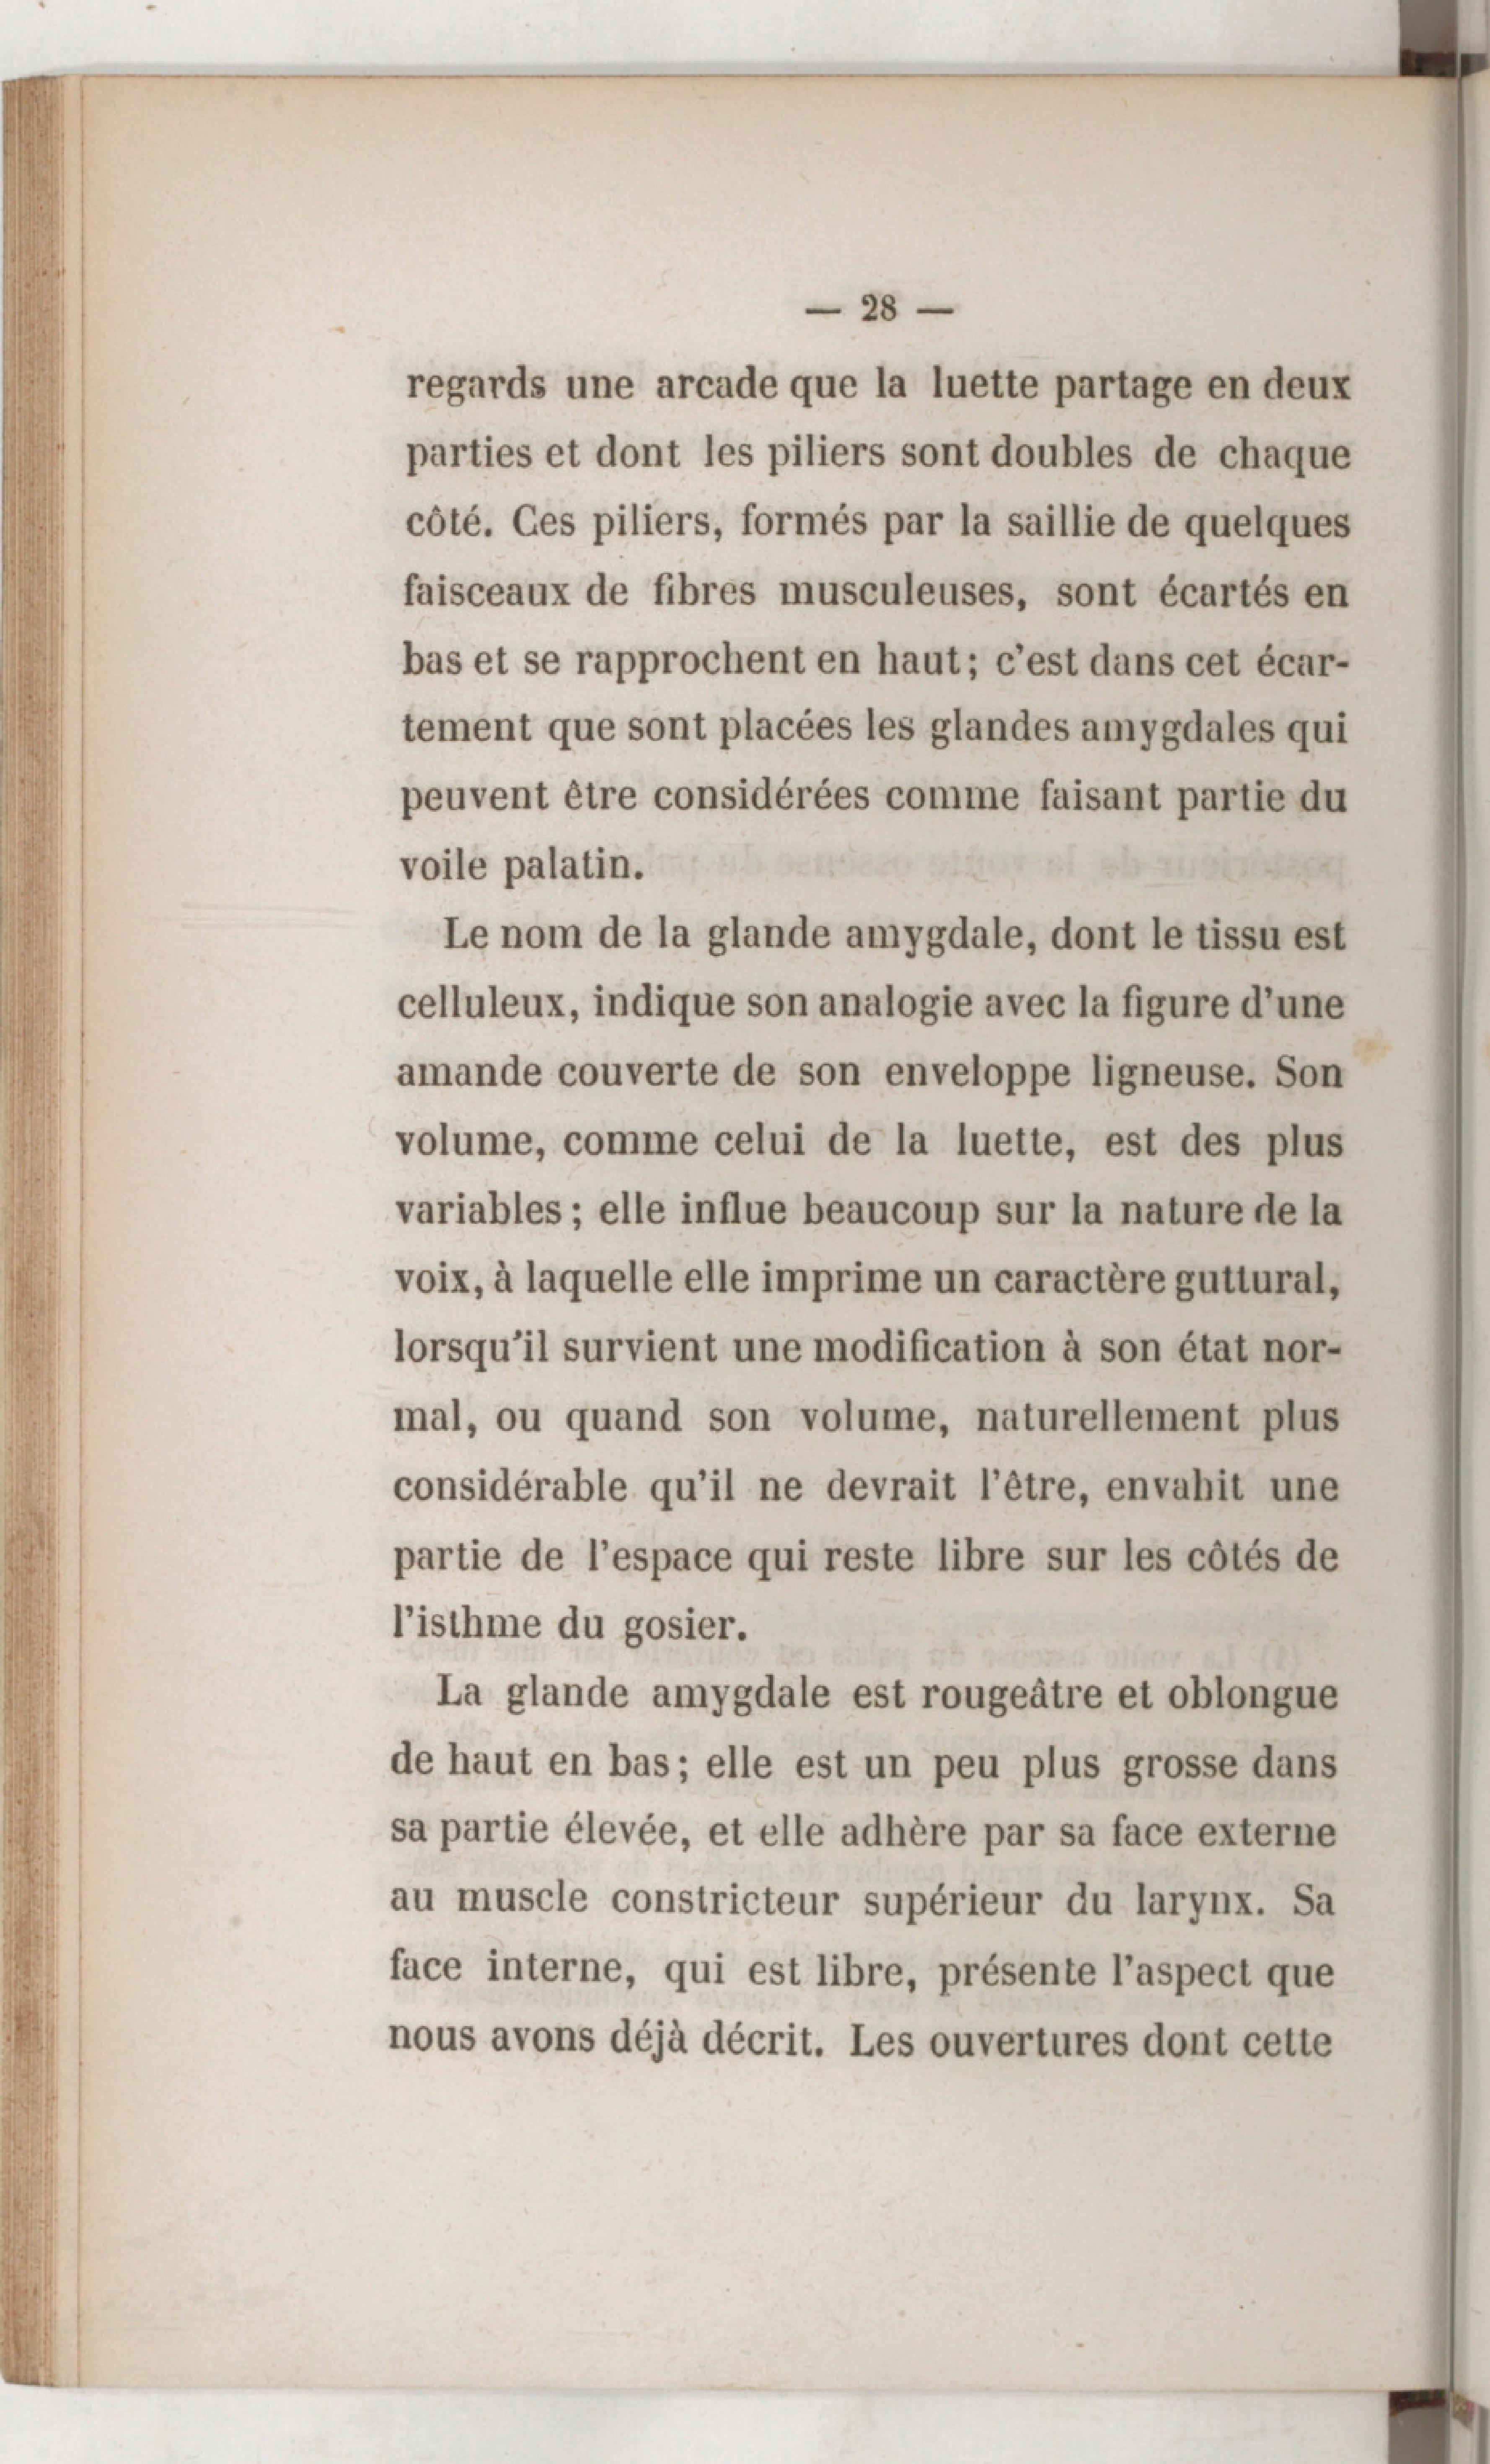 — 28 —
regards une arcade que la luette partage en deux
parties et dont les piliers sont doubles de chaque
côté. Ces piliers, formés par la saillie de quelques
faisceaux de fibres musculeuses, sont écartés en
bas et se rapprochent en haut; c'est dans cet écar-
tement que sont placées les glandes amygdales qui
peuvent être considérées comme faisant partie du
voile palatin.
Le nom de la glande amygdale, dont le tissu est
celluleux, indique son analogie avec la figure d'une
amande couverte de son enveloppe ligneuse. Son
volume, comme celui de la luette, est des plus
variables; elle influe beaucoup sur la nature de la
voix, à laquelle elle imprime un caractère guttural,
lorsqu'il survient une modification à son état nor-
mal, ou quand son volume, naturellement plus
considérable qu'il ne devrait l'être, envahit une
partie de l'espace qui reste libre sur les côtés de
l'isthme du gosier.
La glande amygdale est rougeâtre et oblongue
de haut en bas; elle est un peu plus grosse dans
sa partie élevée, et elle adhère par sa face externe
au muscle constricteur supérieur du larynx. Sa
face interne, qui est libre, présente l'aspect que
nous avons déjà décrit. Les ouvertures dont cette